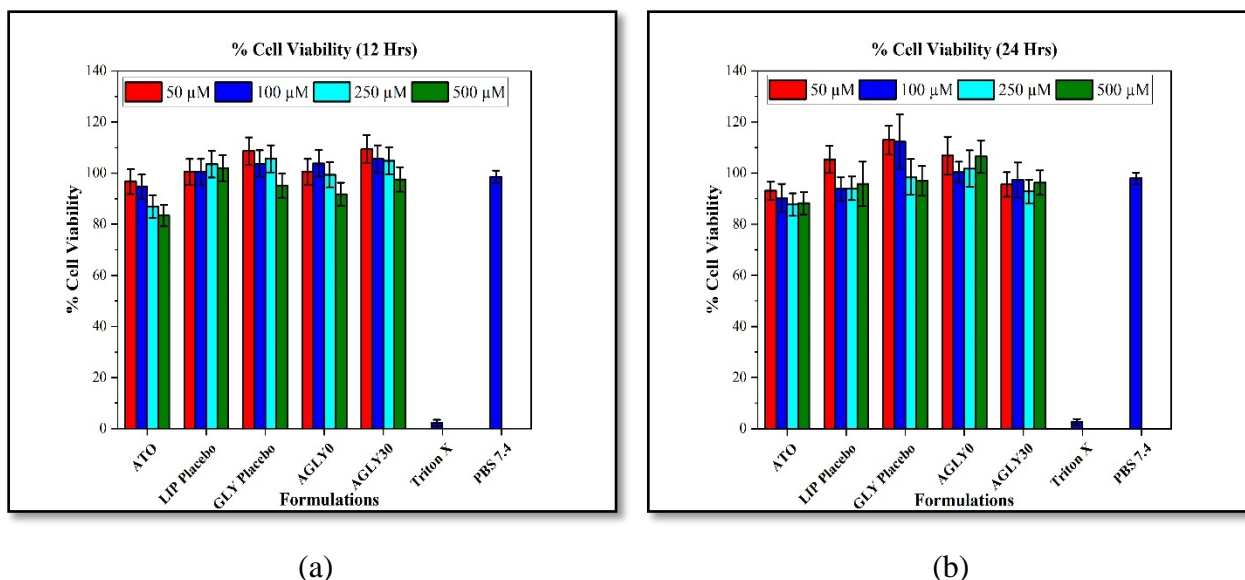 % Cell Viability (12 Hrs)
140
120
100
80
60
40
20
0
% Cell Viability
50 µM 100 µM 250 µM 500 µM
ATO
LIP Placebo
GLY Placebo
AGLY0
AGLY30
Triton X
PBS 7.4
Formulations
(a)
% Cell Viability (24 Hrs)
140
120
100
80
60
40
20
0
% Cell Viability
50 µM 100 µM 250 µM 500 µM
ATO
LIP Placebo
GLY Placebo
AGLY0
AGLY30
Triton X
PBS 7.4
Formulations
(b)